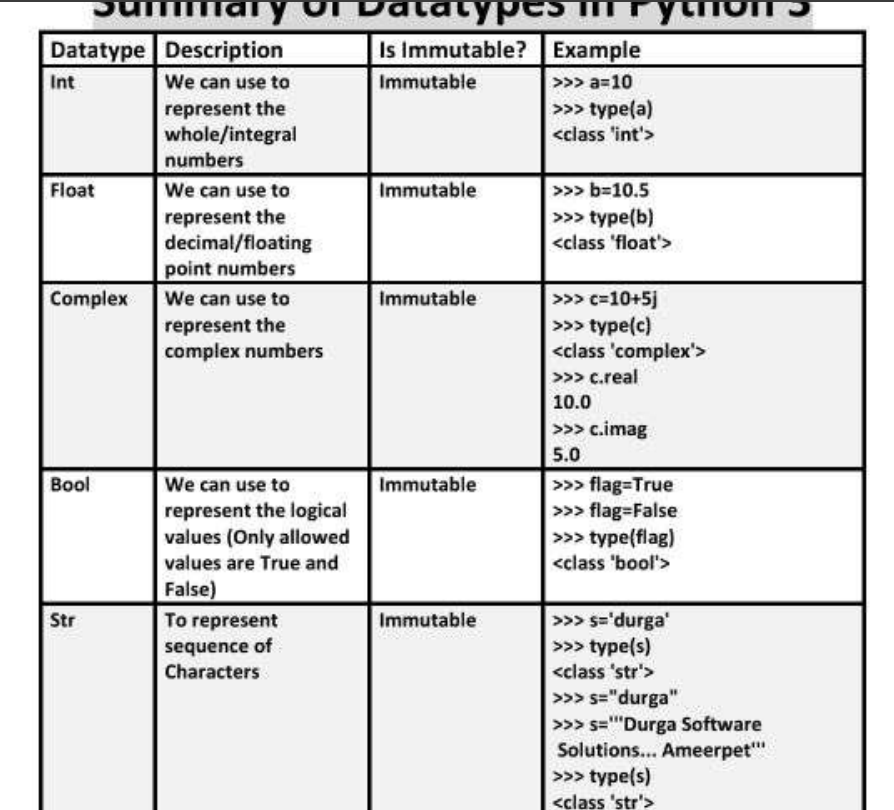 Summary of Datatypes in Python 3
Datatype Description Is Immutable? Example
Int We can use to represent the whole/integral numbers Immutable
>>> a=10
>>> type(a)
<class 'int'>
Float We can use to represent the decimal/floating point numbers Immutable
>>> b=10.5
>>> type(b)
<class 'float'>
Complex We can use to represent the complex numbers Immutable
>>> c=10+5j
>>> type(c)
<class 'complex'>
>>> c.real
10.0
>>> c.imag
5.0
Bool We can use to represent the logical values (Only allowed values are True and False) Immutable
>>> flag=True
>>> flag=False
>>> type(flag)
<class 'bool'>
Str To represent sequence of Characters Immutable
>>> s='durga'
>>> type(s)
<class 'str'>
>>> s="durga"
>>> s='''Durga Software
Solutions... Ameerpet'''
>>> type(s)
<class 'str'>